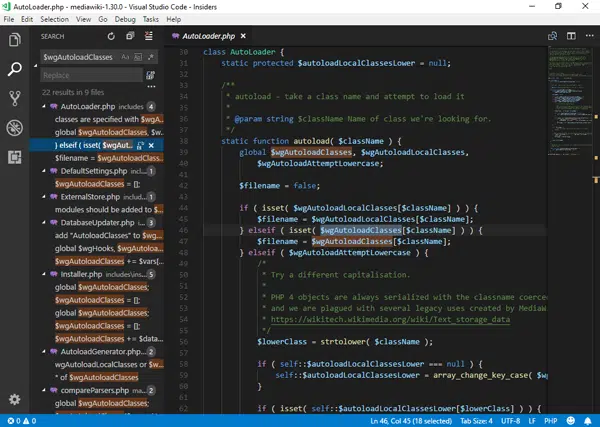 AutoLoader.php - mediawiki-1.30.0 - Visual Studio Code - Insiders
File Edit Selection View Go Debug Tasks Help
SEARCH
$wgAutoloadClasses
Replace
22 results in 9 files
AutoLoader.php includes 4
classes are specified with $wgA...
global $wgAutoloadClasses, $w...
} elseif ( isset( $wgAut...
$filename = $wgAutoloadClass...
DefaultSettings.php incl... 1
$wgAutoloadClasses = [];
ExternalStore.php includ... 1
modules should be added to $...
DatabaseUpdater.php i... 3
add "AutoloadClasses" to $...
global $wgHooks, $wgAutoloa...
$wgAutoloadClasses += $vars[...
Installer.php includes\ins... 5
global $wgAutoloadClasses;
$wgAutoloadClasses = [];
global $wgAutoloadClasses;
$wgAutoloadClasses = [];
$wgAutoloadClasses += $data...
AutoloadGenerator.php... 2
wgAutoloadLocalClasses or $w...
* of $wgAutoloadClasses
compareParsers.php ma... 2
global $wgAutoloadClasses;
AutoLoader.php
30 class AutoLoader {
31 static protected $autoloadLocalClassesLower = null;
32
33 /**
34 * autoload - take a class name and attempt to load it
35 *
36 * @param string $className Name of class we're looking for.
37 */
38 static function autoload( $className ) {
39 global $wgAutoloadClasses, $wgAutoloadLocalClasses,
40 $wgAutoloadAttemptLowercase;
41
42 $filename = false;
43
44 if ( isset( $wgAutoloadLocalClasses[$className] ) ) {
45 $filename = $wgAutoloadLocalClasses[$className];
46 } elseif ( isset( $wgAutoloadClasses[$className] ) ) {
47 $filename = $wgAutoloadClasses[$className];
48 } elseif ( $wgAutoloadAttemptLowercase ) {
49 /*
50 * Try a different capitalisation.
51 *
52 * PHP 4 objects are always serialized with the classname coerced
53 * and we are plagued with several legacy uses created by MediaW
54 * https://wikitech.wikimedia.org/wiki/Text_storage_data
55 */
56 $lowerClass = strtolower( $className );
57
58 if ( self::$autoloadLocalClassesLower === null ) {
59 self::$autoloadLocalClassesLower = array_change_key_case( $wg
60 }
61
62 if ( isset( self::$autoloadLocalClassesLower[$lowerClass] ) ) {
0 0
Ln 46, Col 45 (18 selected) Tab Size: 4 UTF-8 LF PHP